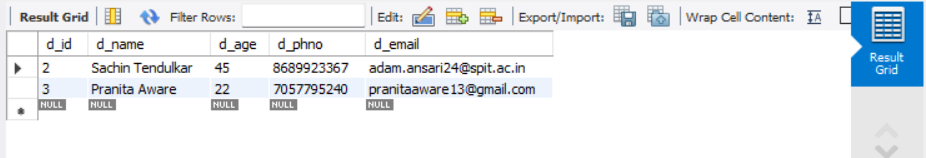 Result Grid Filter Rows: Edit: Export/Import: Wrap Cell Content: IA
d_id d_name d_age d_phno d_email
2 Sachin Tendulkar 45 8689923367 adam.ansari24@spit.ac.in
3 Pranita Aware 22 7057795240 pranitaaware13@gmail.com
NULL NULL NULL NULL NULL
Result
Grid